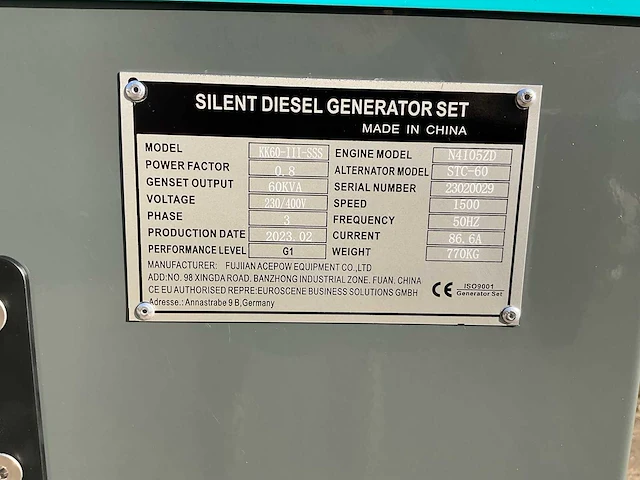 SILENT DIESEL GENERATOR SET
MADE IN CHINA
MODEL KK60-III-SSS ENGINE MODEL N4105ZD
POWER FACTOR 0.8 ALTERNATOR MODEL STC-60
GENSET OUTPUT 60KVA SERIAL NUMBER 23020029
VOLTAGE 230/400V SPEED 1500
PHASE 3 FREQUENCY 50HZ
PRODUCTION DATE 2023.02 CURRENT 86.6A
PERFORMANCE LEVEL G1 WEIGHT 770KG
MANUFACTURER: FUJIIAN ACEPOW EQUIPMENT CO.,LTD
ADD:NO. 98 XINGDA ROAD. BANZHONG INDUSTRIAL ZONE. FUAN, CHINA
CE EU AUTHORISED REPRE: EUROSCENE BUSINESS SOLUTIONS GMBH
Adresse.: Annastrabe 9 B, Germany
CE ISO9001
Generator Set